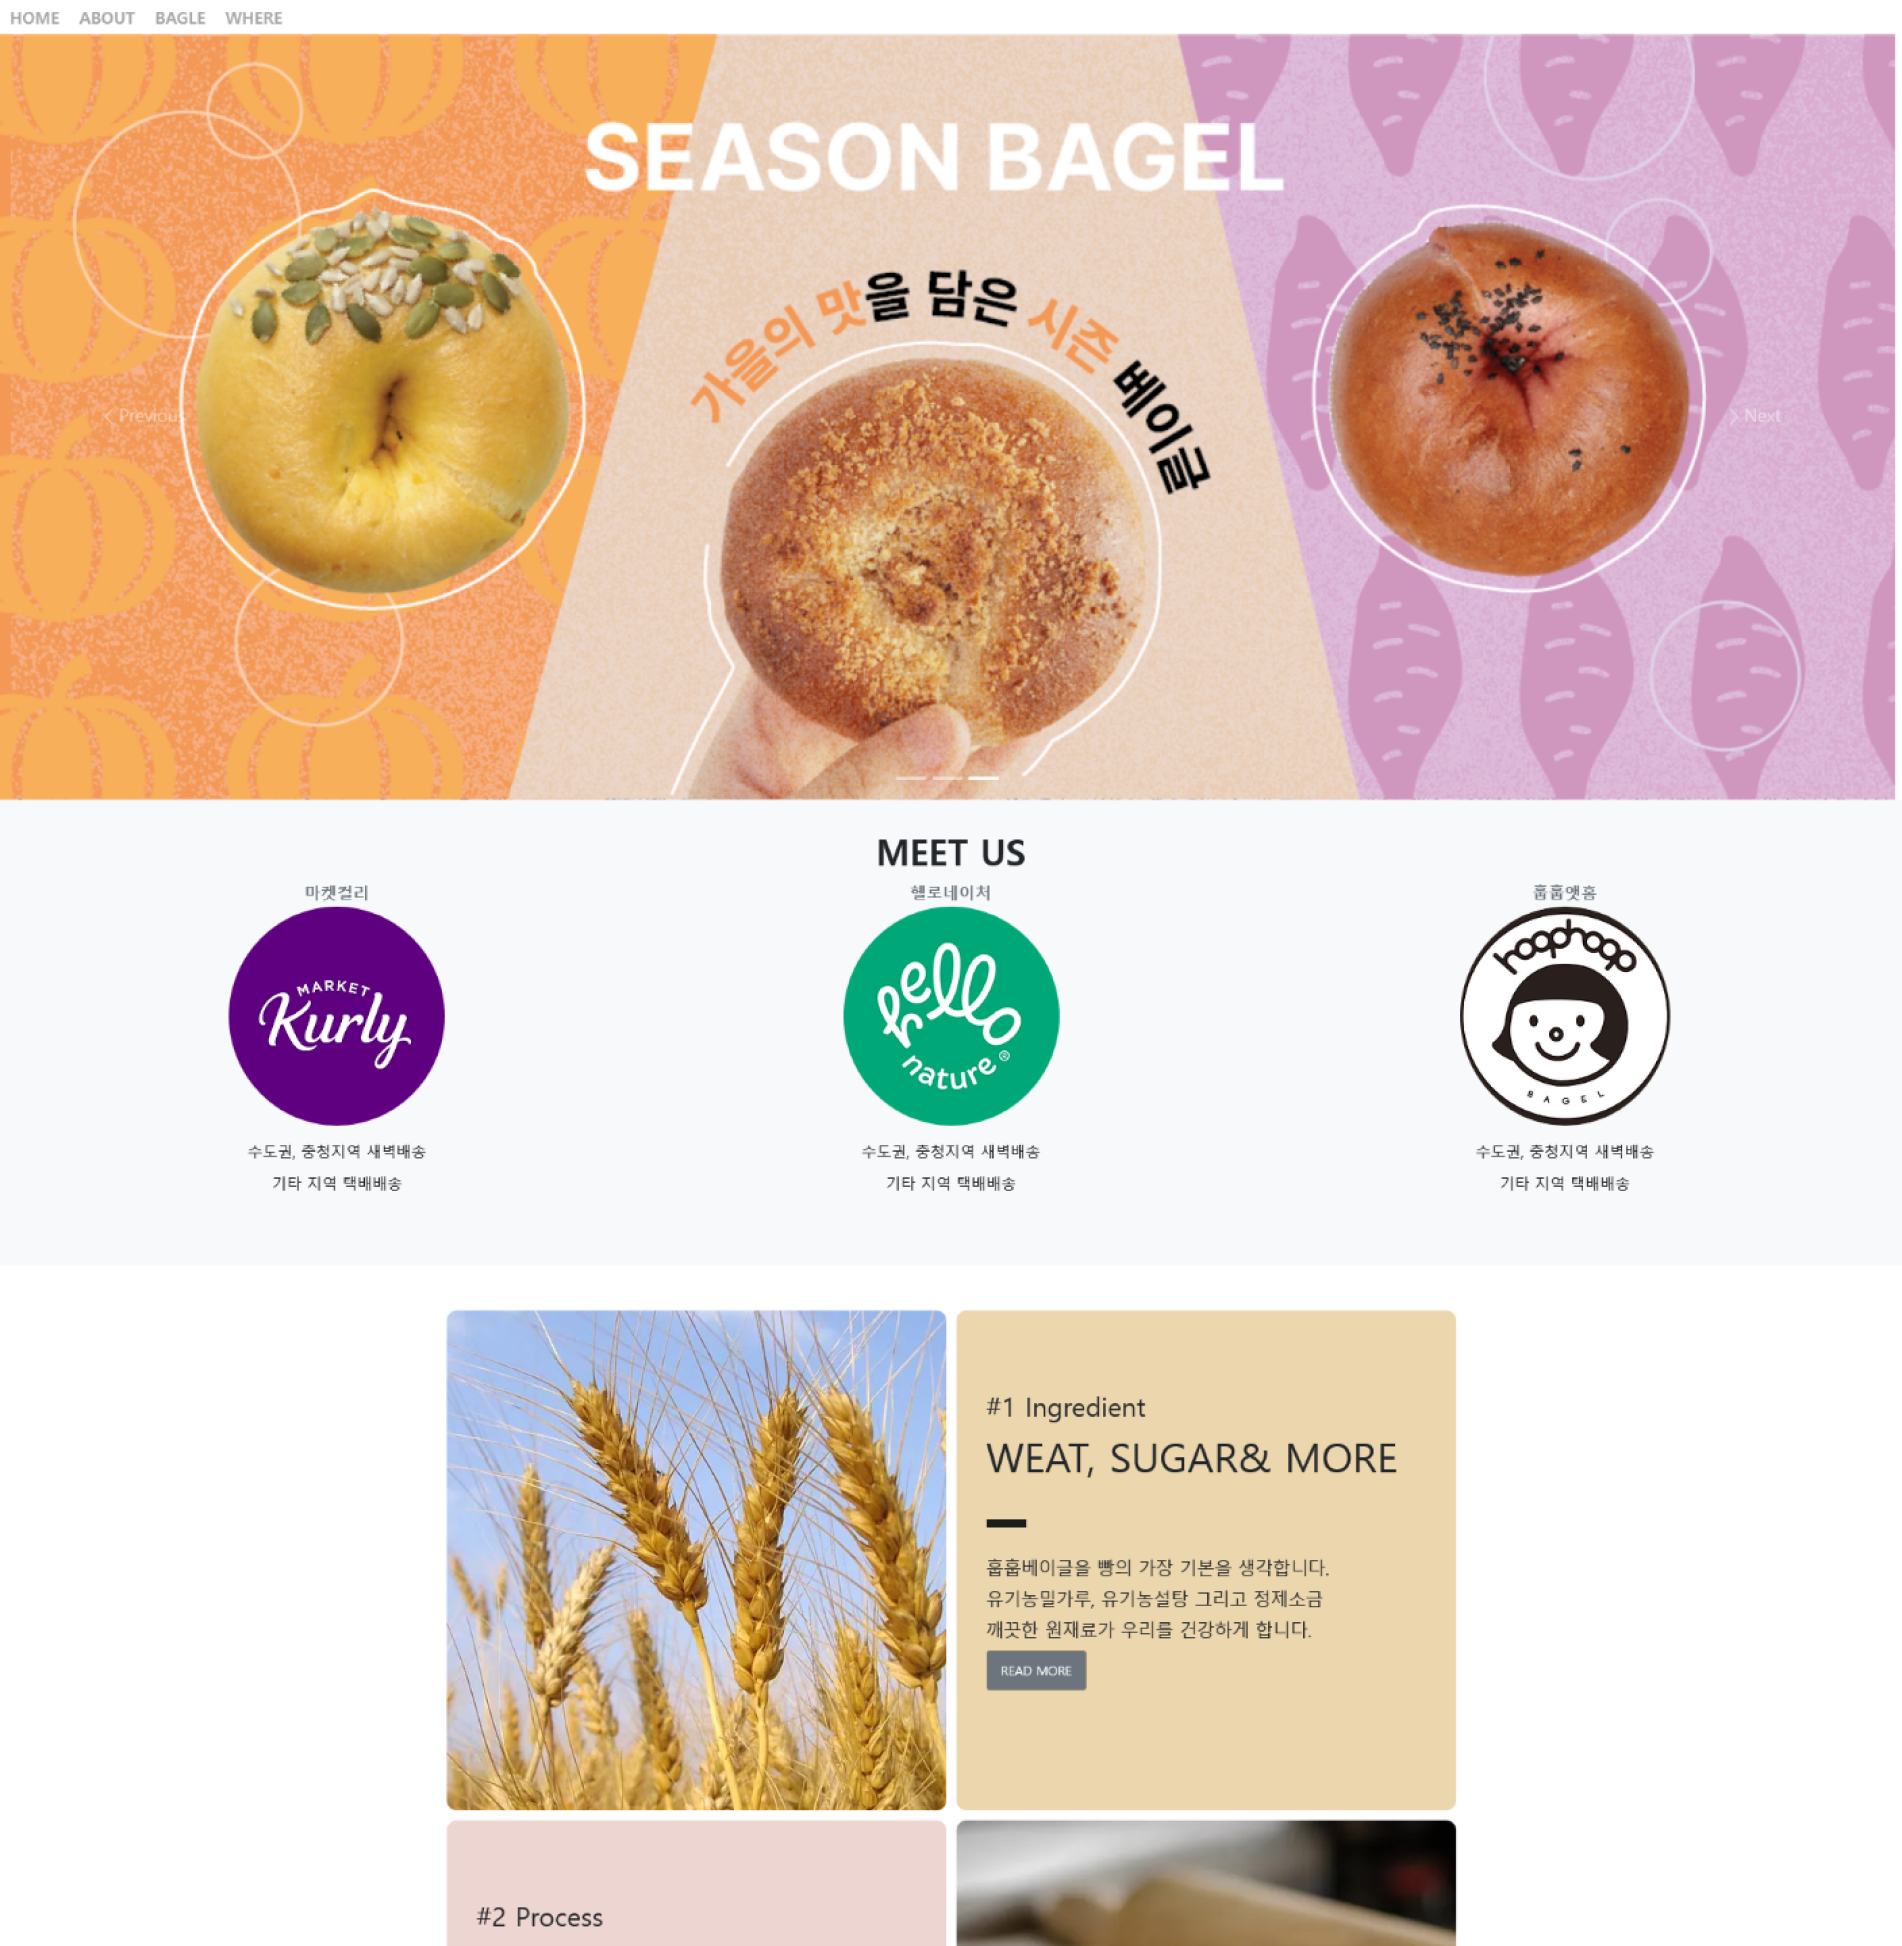 HOME ABOUT BAGLE WHERE
SEASON BAGEL
가을의 맛을 담은 시즌 베이글
Previous
Next
MEET US
마켓컬리 헬로네이처 훕훕앳홈
MARKET
Kurly
hello
nature®
hoophoop
BAGEL
수도권, 중청지역 새벽배송 수도권, 중청지역 새벽배송 수도권, 중청지역 새벽배송
기타 지역 택배배송 기타 지역 택배배송 기타 지역 택배배송
#1 Ingredient
WEAT, SUGAR& MORE
훕훕베이글을 빵의 가장 기본을 생각합니다.
유기농밀가루, 유기농설탕 그리고 정제소금
깨끗한 원재료가 우리를 건강하게 합니다.
READ MORE
#2 Process